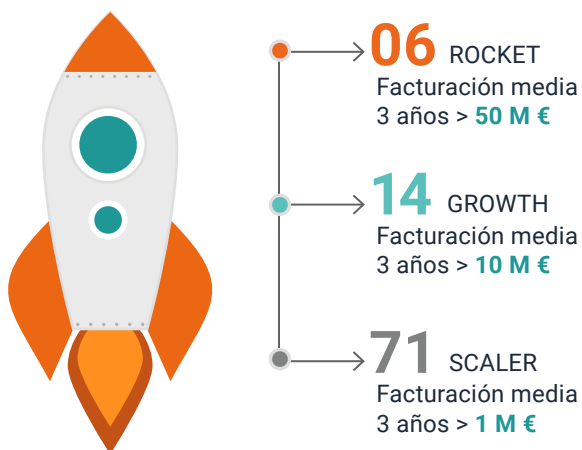 06 ROCKET
Facturación media
3 años > 50 M €
14 GROWTH
Facturación media
3 años > 10 M €
71 SCALER
Facturación media
3 años > 1 M €